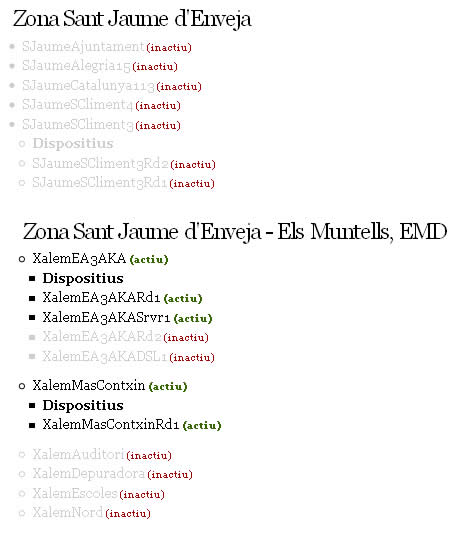 Zona Sant Jaume d'Enveja
SJaumeAjuntament (inactiu)
SJaumeAlegria15 (inactiu)
SJaumeCatalunya113 (inactiu)
SJaumeSCliment4 (inactiu)
SJaumeSCliment3 (inactiu)
Dispositius
SJaumeSCliment3Rd2 (inactiu)
SJaumeSCliment3Rd1 (inactiu)
Zona Sant Jaume d'Enveja - Els Muntells, EMD
XalemEA3AKA (actiu)
Dispositius
XalemEA3AKARd1 (actiu)
XalemEA3AKASrvr1 (actiu)
XalemEA3AKARd2 (inactiu)
XalemEA3AKADSL1 (inactiu)
XalemMasContxin (actiu)
Dispositius
XalemMasContxinRd1 (actiu)
XalemAuditori (inactiu)
XalemDepuradora (inactiu)
XalemEscoles (inactiu)
XalemNord (inactiu)